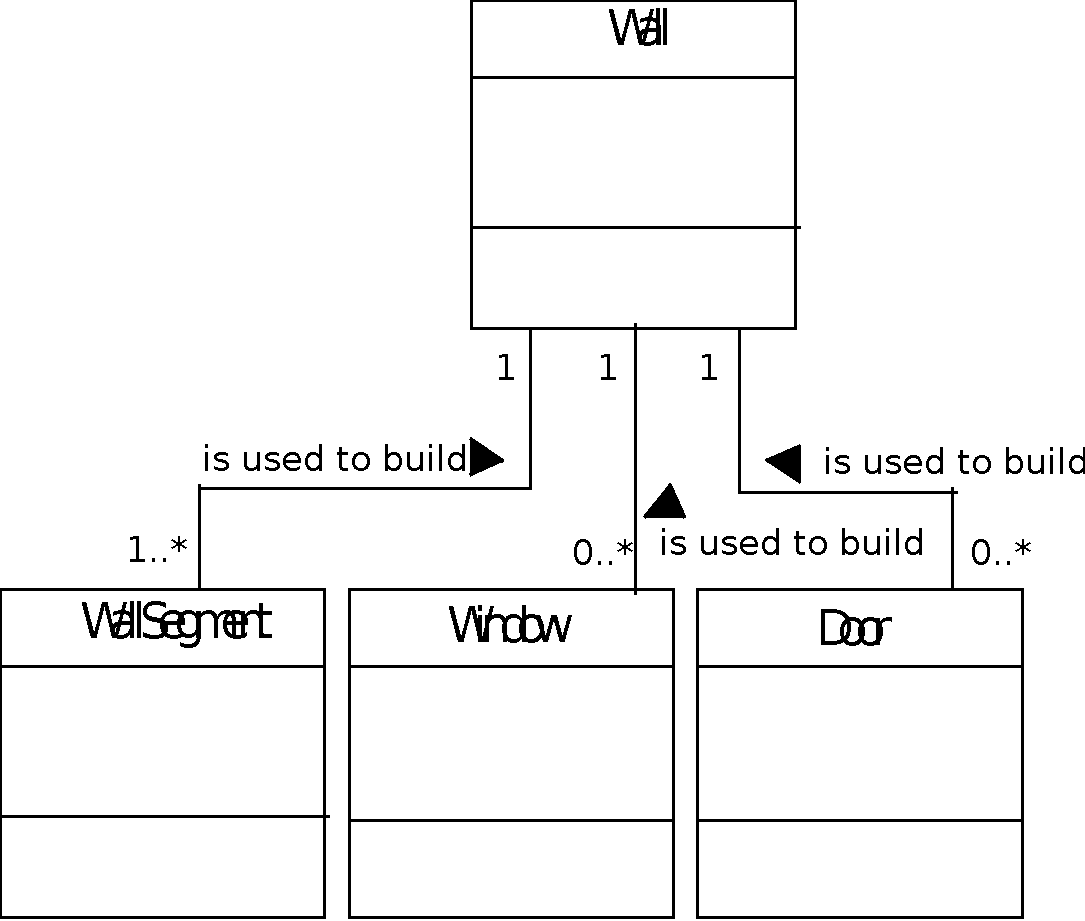 Wall
1
1
1
is used to build
is used to build
is used to build
1..*
0..*
0..*
WallSegment
Window
Door